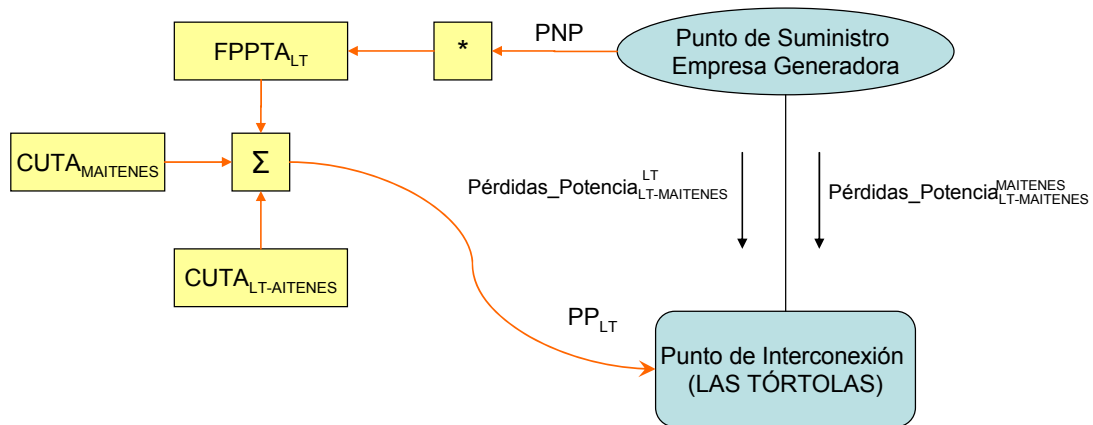 FPPTA_LT
*
PNP
Punto de Suministro
Empresa Generadora
CUTA_MAITENES
Σ
Pérdidas_Potencia^LT_LT-MAITENES
Pérdidas_Potencia^MAITENES_LT-MAITENES
CUTA_LT-AITENES
PP_LT
Punto de Interconexión
(LAS TÓRTOLAS)